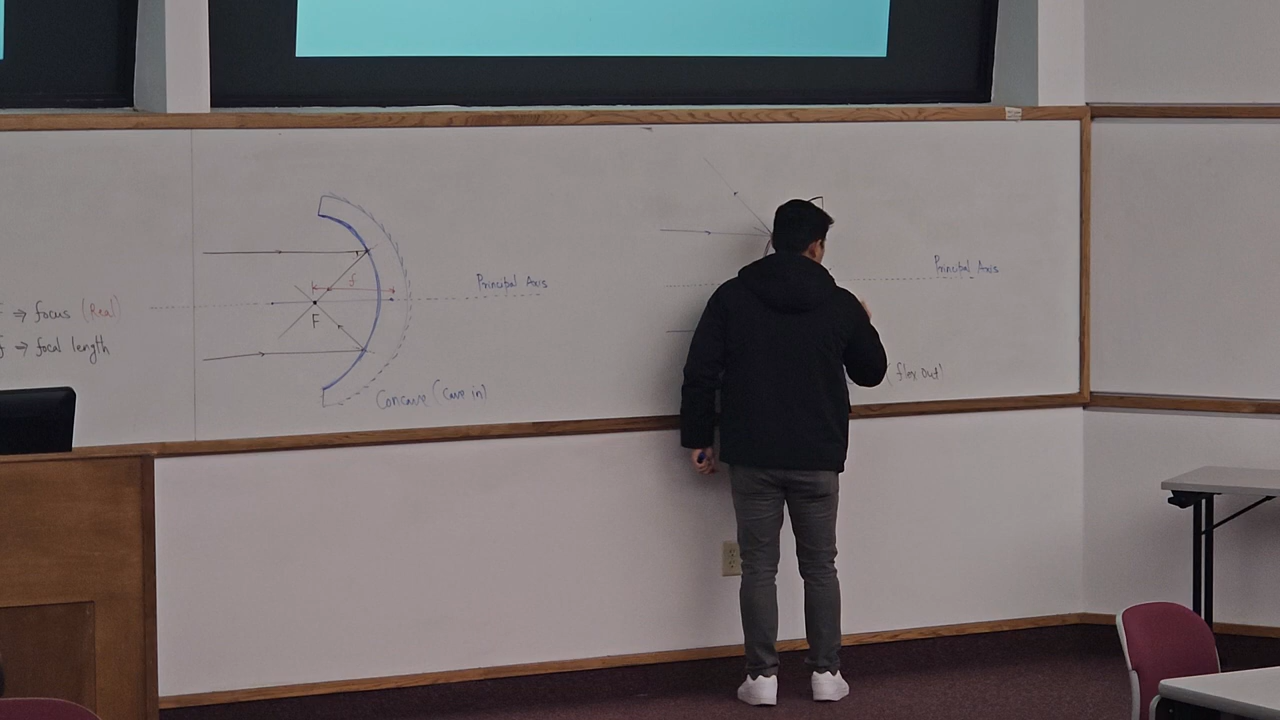 F ⇒ focus (Real)
f ⇒ focal length
f
F
Principal Axis
Concave (Cave in)
Principal Axis
( flex out)